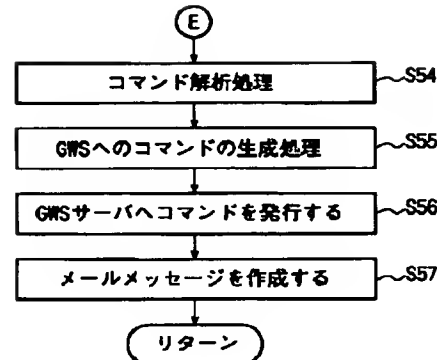 E
コマンド解析処理 S54
GWSへのコマンドの生成処理 S55
GWSサーバへコマンドを発行する S56
メールメッセージを作成する S57
リターン